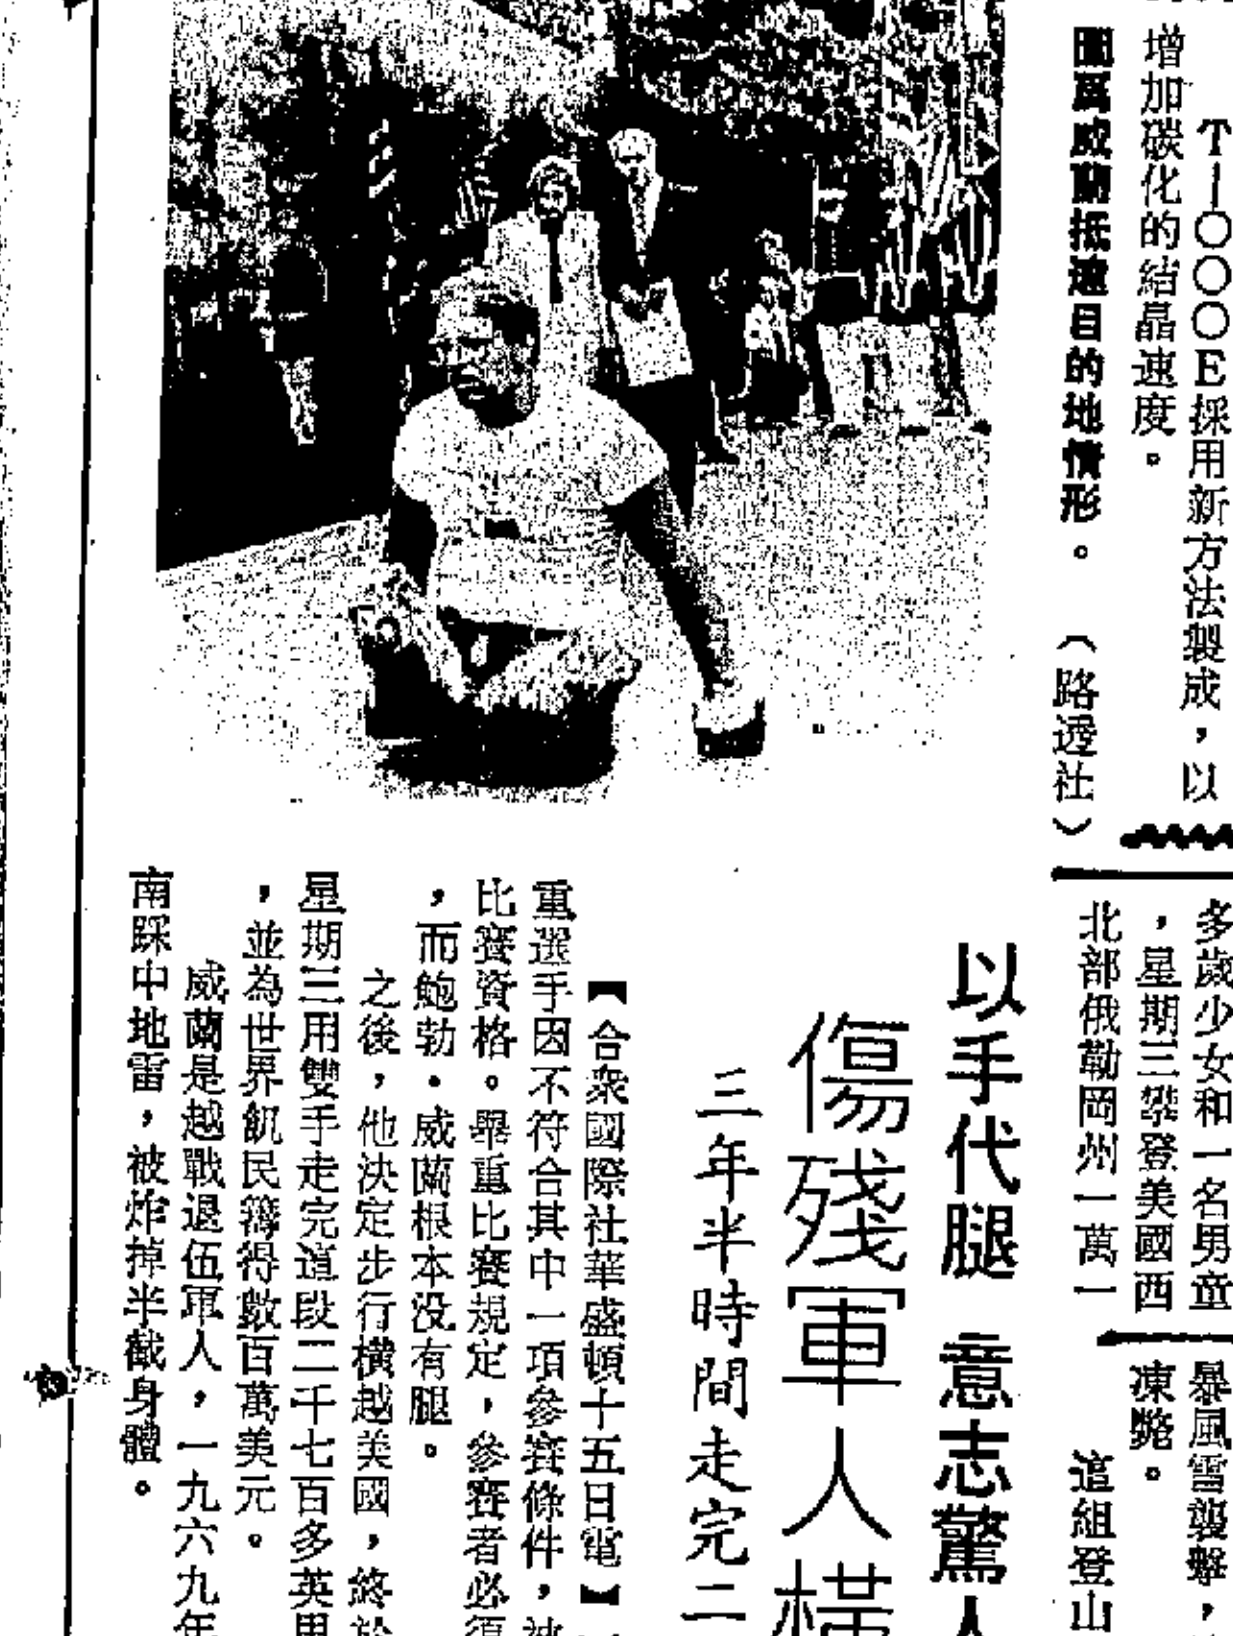 T—〇〇〇E採用新方法製成，以
增加碳化的結晶速度。
圖爲威蘭抵達目的地情形。（路透社）
多歲少女和一名男童
，星期三攀登美國西
北部俄勒岡州一萬一
暴風雪襲擊，
凍斃。
這組登山
以手代腿 意志驚人
傷殘軍人橫
三年半時間走完二
【合衆國際社華盛頓十五日電】
重選手因不符合其中一項參賽條件，被
比賽資格。舉重比賽規定，參賽者必須
，而鮑勃・威蘭根本没有腿。
之後，他決定步行橫越美國，終於
星期三用雙手走完這段二千七百多英里
，並為世界飢民籌得數百萬美元。
威蘭是越戰退伍軍人，一九六九年
南踩中地雷，被炸掉半截身體。